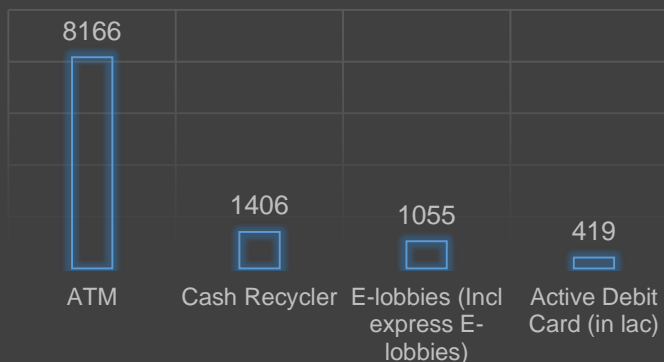 8166
1406
1055
419
ATM
Cash Recycler
E-lobbies (Incl
express E-
lobbies)
Active Debit
Card (in lac)